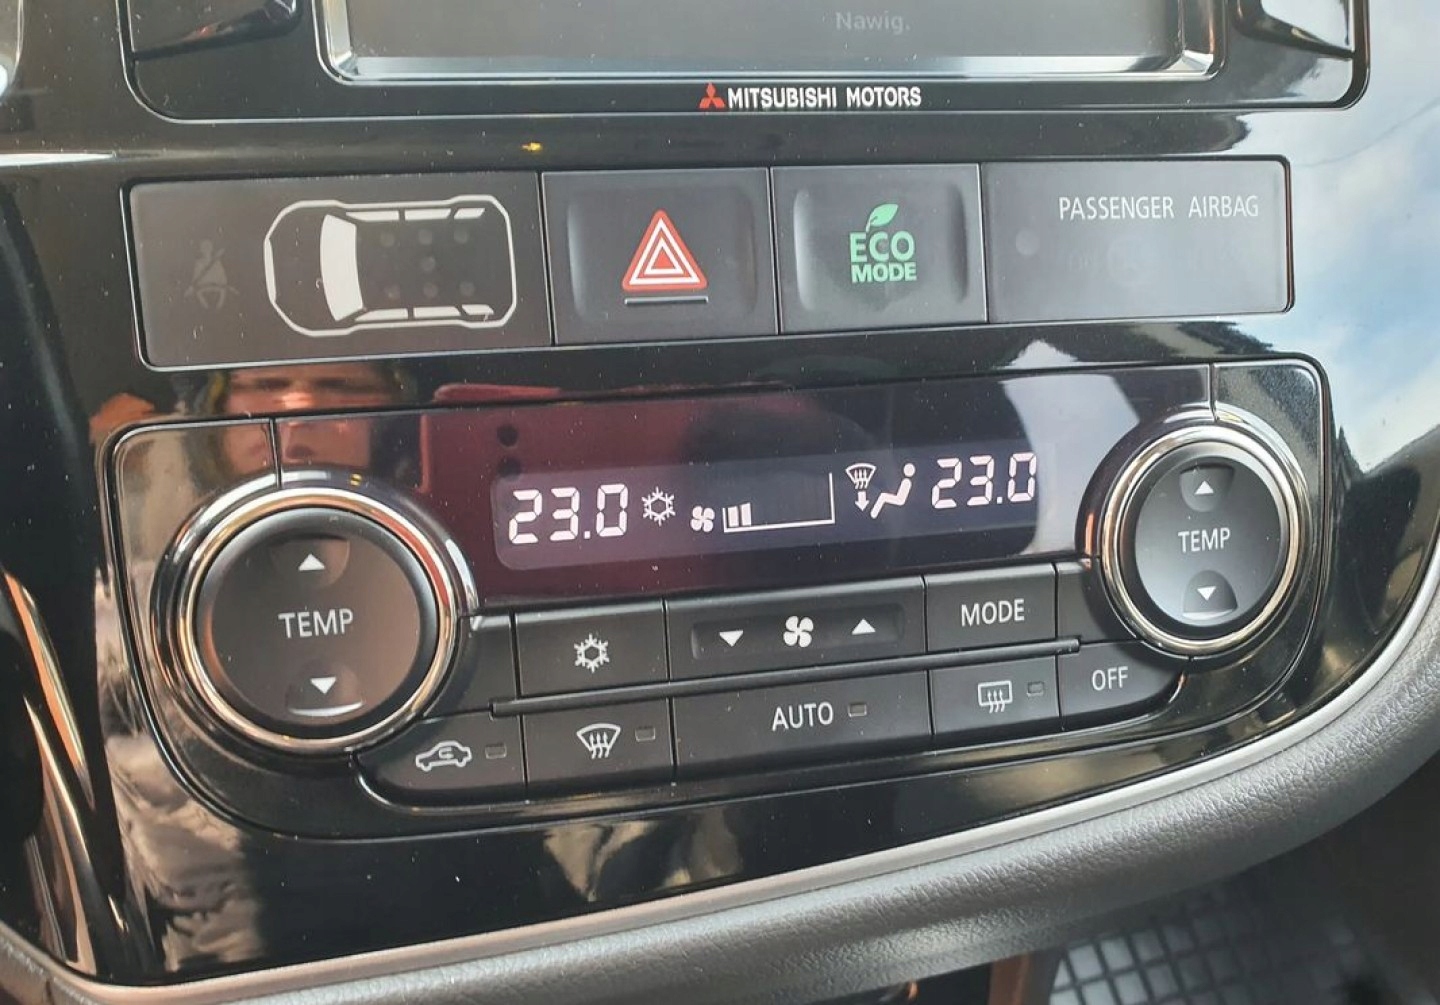 Nawig.
MITSUBISHI MOTORS
ECO
MODE
PASSENGER AIRBAG
23.0
23.0
TEMP
TEMP
MODE
AUTO
OFF